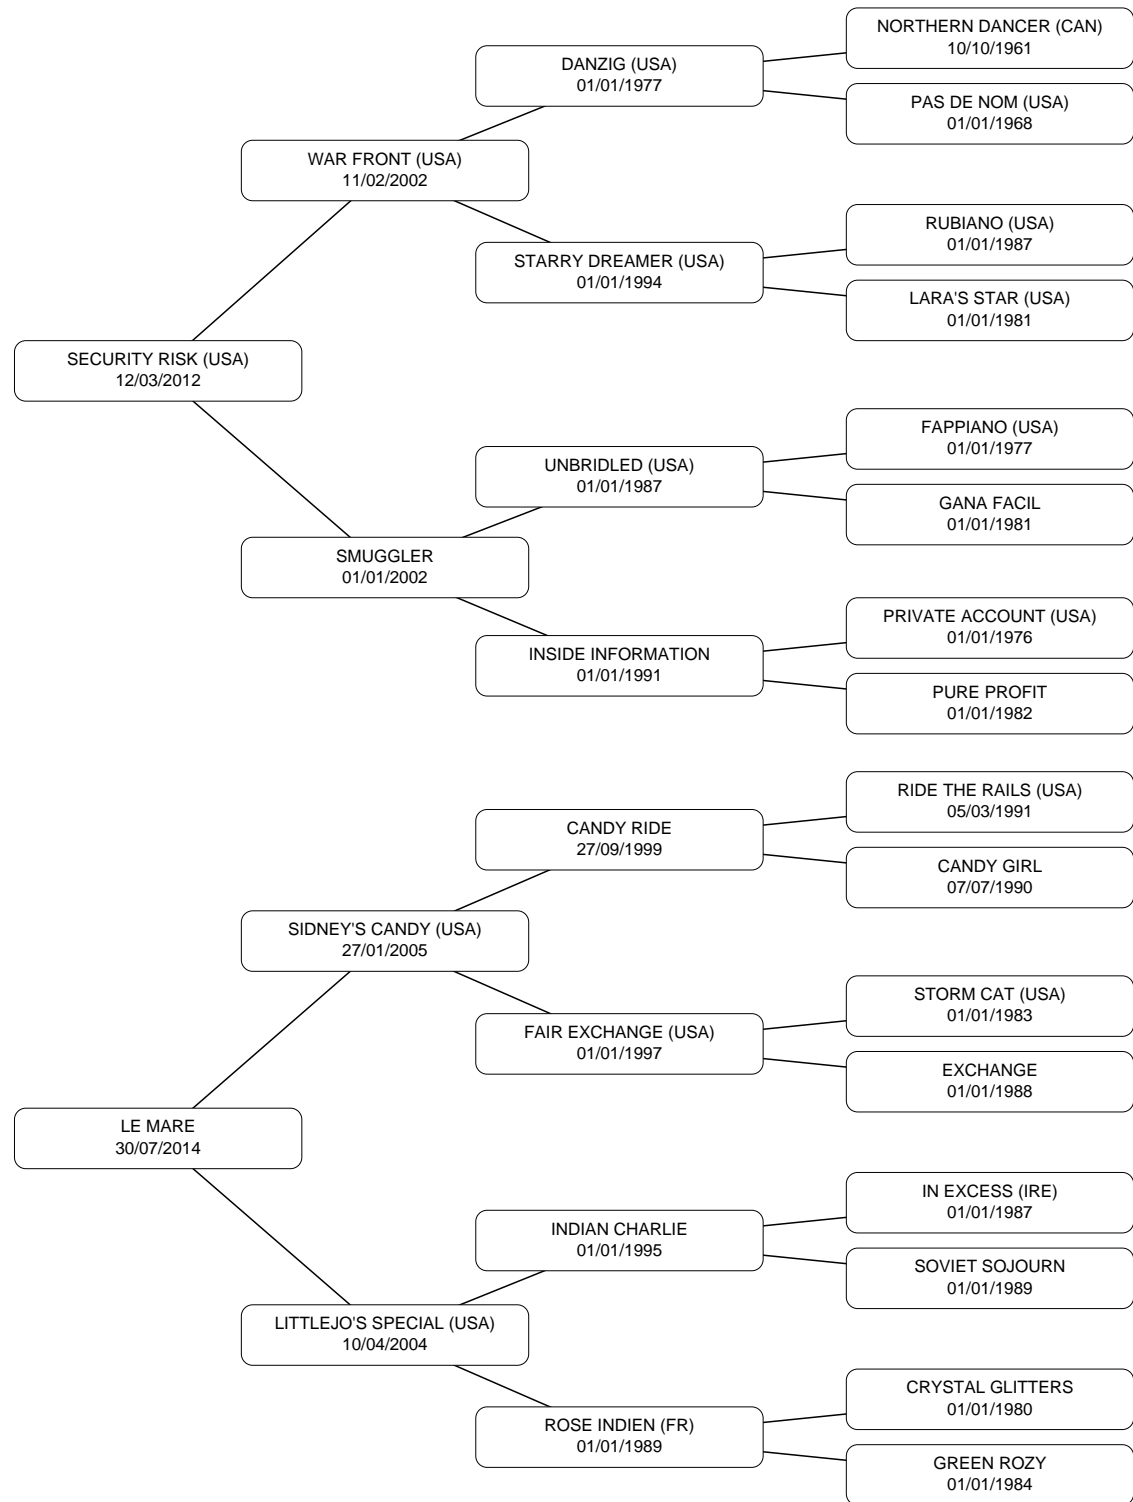 NORTHERN DANCER (CAN)
10/10/1961
DANZIG (USA)
01/01/1977
PAS DE NOM (USA)
01/01/1968
WAR FRONT (USA)
11/02/2002
RUBIANO (USA)
01/01/1987
STARRY DREAMER (USA)
01/01/1994
LARA'S STAR (USA)
01/01/1981
SECURITY RISK (USA)
12/03/2012
FAPPIANO (USA)
01/01/1977
UNBRIDLED (USA)
01/01/1987
GANA FACIL
01/01/1981
SMUGGLER
01/01/2002
PRIVATE ACCOUNT (USA)
01/01/1976
INSIDE INFORMATION
01/01/1991
PURE PROFIT
01/01/1982
RIDE THE RAILS (USA)
05/03/1991
CANDY RIDE
27/09/1999
CANDY GIRL
07/07/1990
SIDNEY'S CANDY (USA)
27/01/2005
STORM CAT (USA)
01/01/1983
FAIR EXCHANGE (USA)
01/01/1997
EXCHANGE
01/01/1988
LE MARE
30/07/2014
IN EXCESS (IRE)
01/01/1987
INDIAN CHARLIE
01/01/1995
SOVIET SOJOURN
01/01/1989
LITTLEJO'S SPECIAL (USA)
10/04/2004
CRYSTAL GLITTERS
01/01/1980
ROSE INDIEN (FR)
01/01/1989
GREEN ROZY
01/01/1984